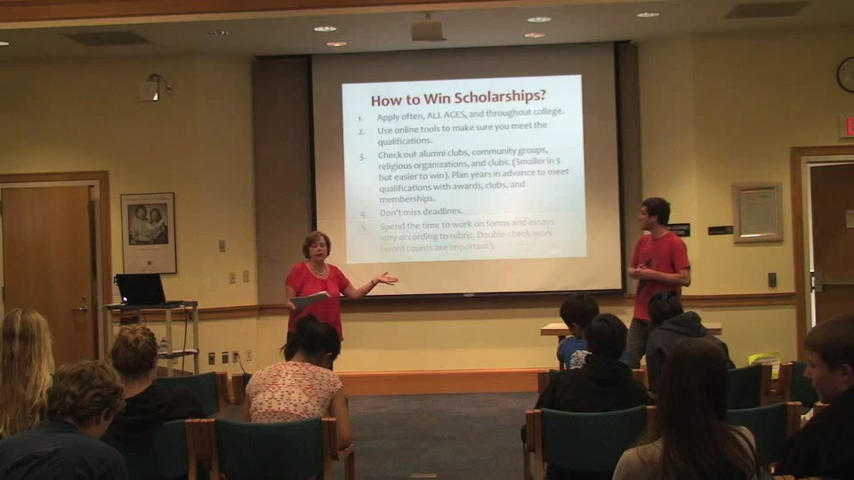 How to Win Scholarships?
1. Apply often, ALL AGES, and throughout college.
2. Use online tools to make sure you meet the
qualifications.
3. Check out alumni clubs, community groups,
religious organizations, and clubs. (Smaller in $
but easier to win). Plan years in advance to meet
qualifications with awards, clubs, and
memberships.
4. Don't miss deadlines.
5. Spend the time to work on forms and essays –
vary according to rubric. Double-check work
(word counts are important).